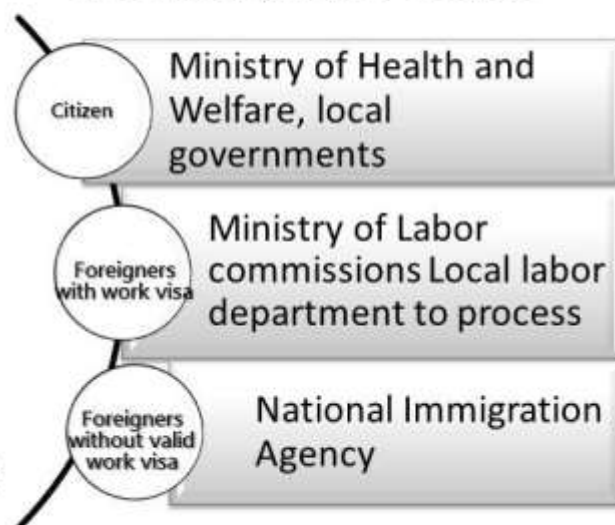 Citizen
Ministry of Health and
Welfare, local
governments
Foreigners
with work visa
Ministry of Labor
commissions Local labor
department to process
Foreigners
without valid
work visa
National Immigration
Agency